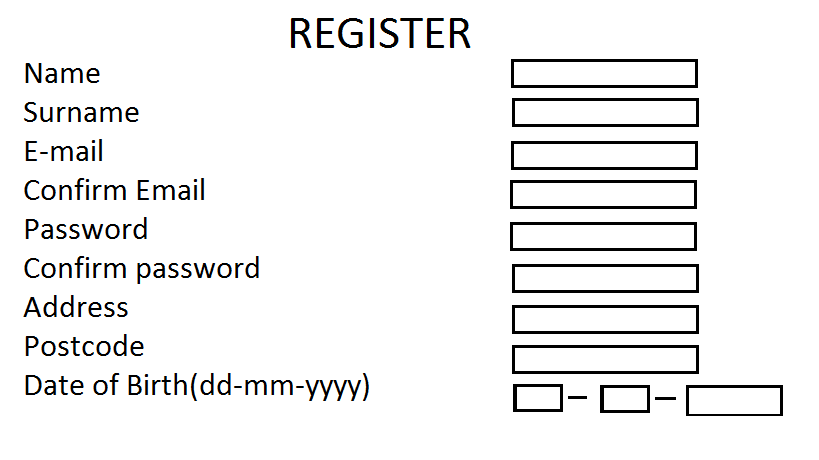 REGISTER
Name
Surname
E-mail
Confirm Email
Password
Confirm password
Address
Postcode
Date of Birth(dd-mm-yyyy)